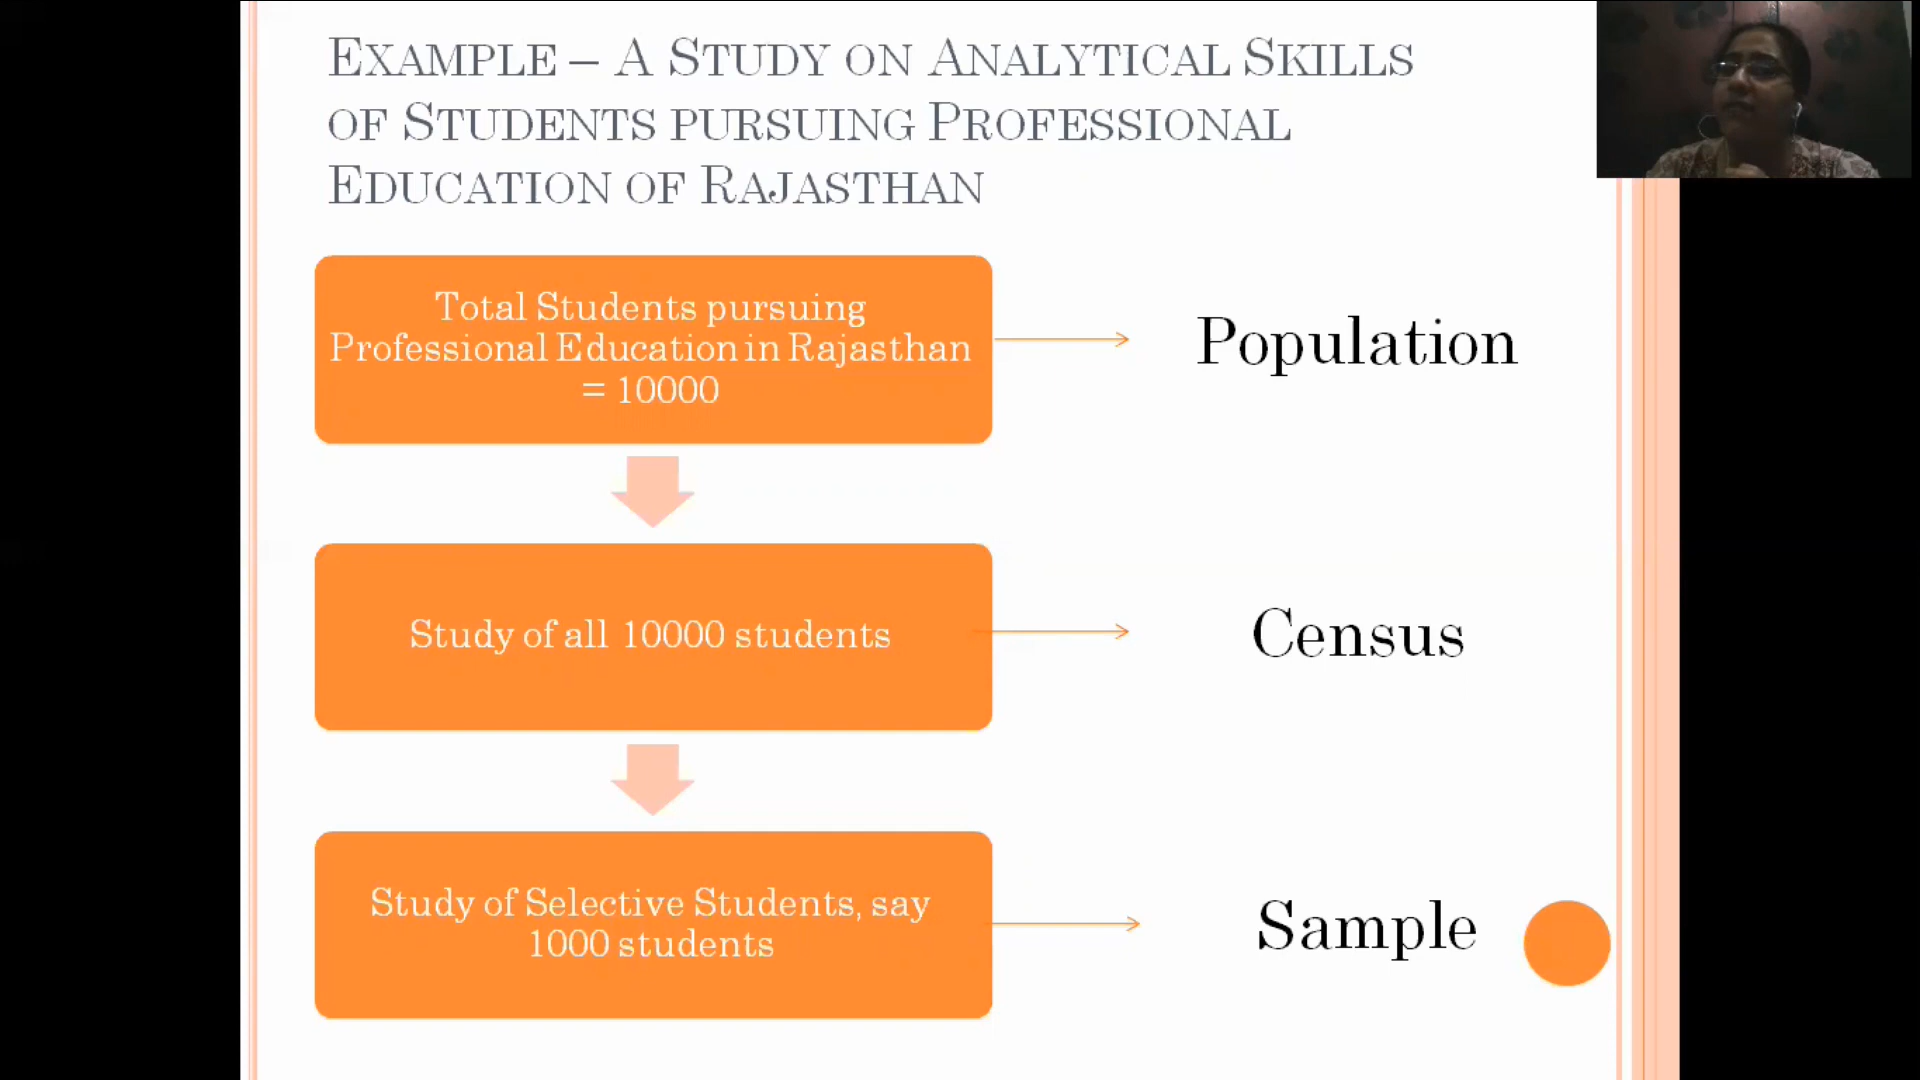 EXAMPLE – A STUDY ON ANALYTICAL SKILLS
OF STUDENTS PURSUING PROFESSIONAL
EDUCATION OF RAJASTHAN
Total Students pursuing
Professional Education in Rajasthan
= 10000
Population
Study of all 10000 students
Census
Study of Selective Students, say
1000 students
Sample